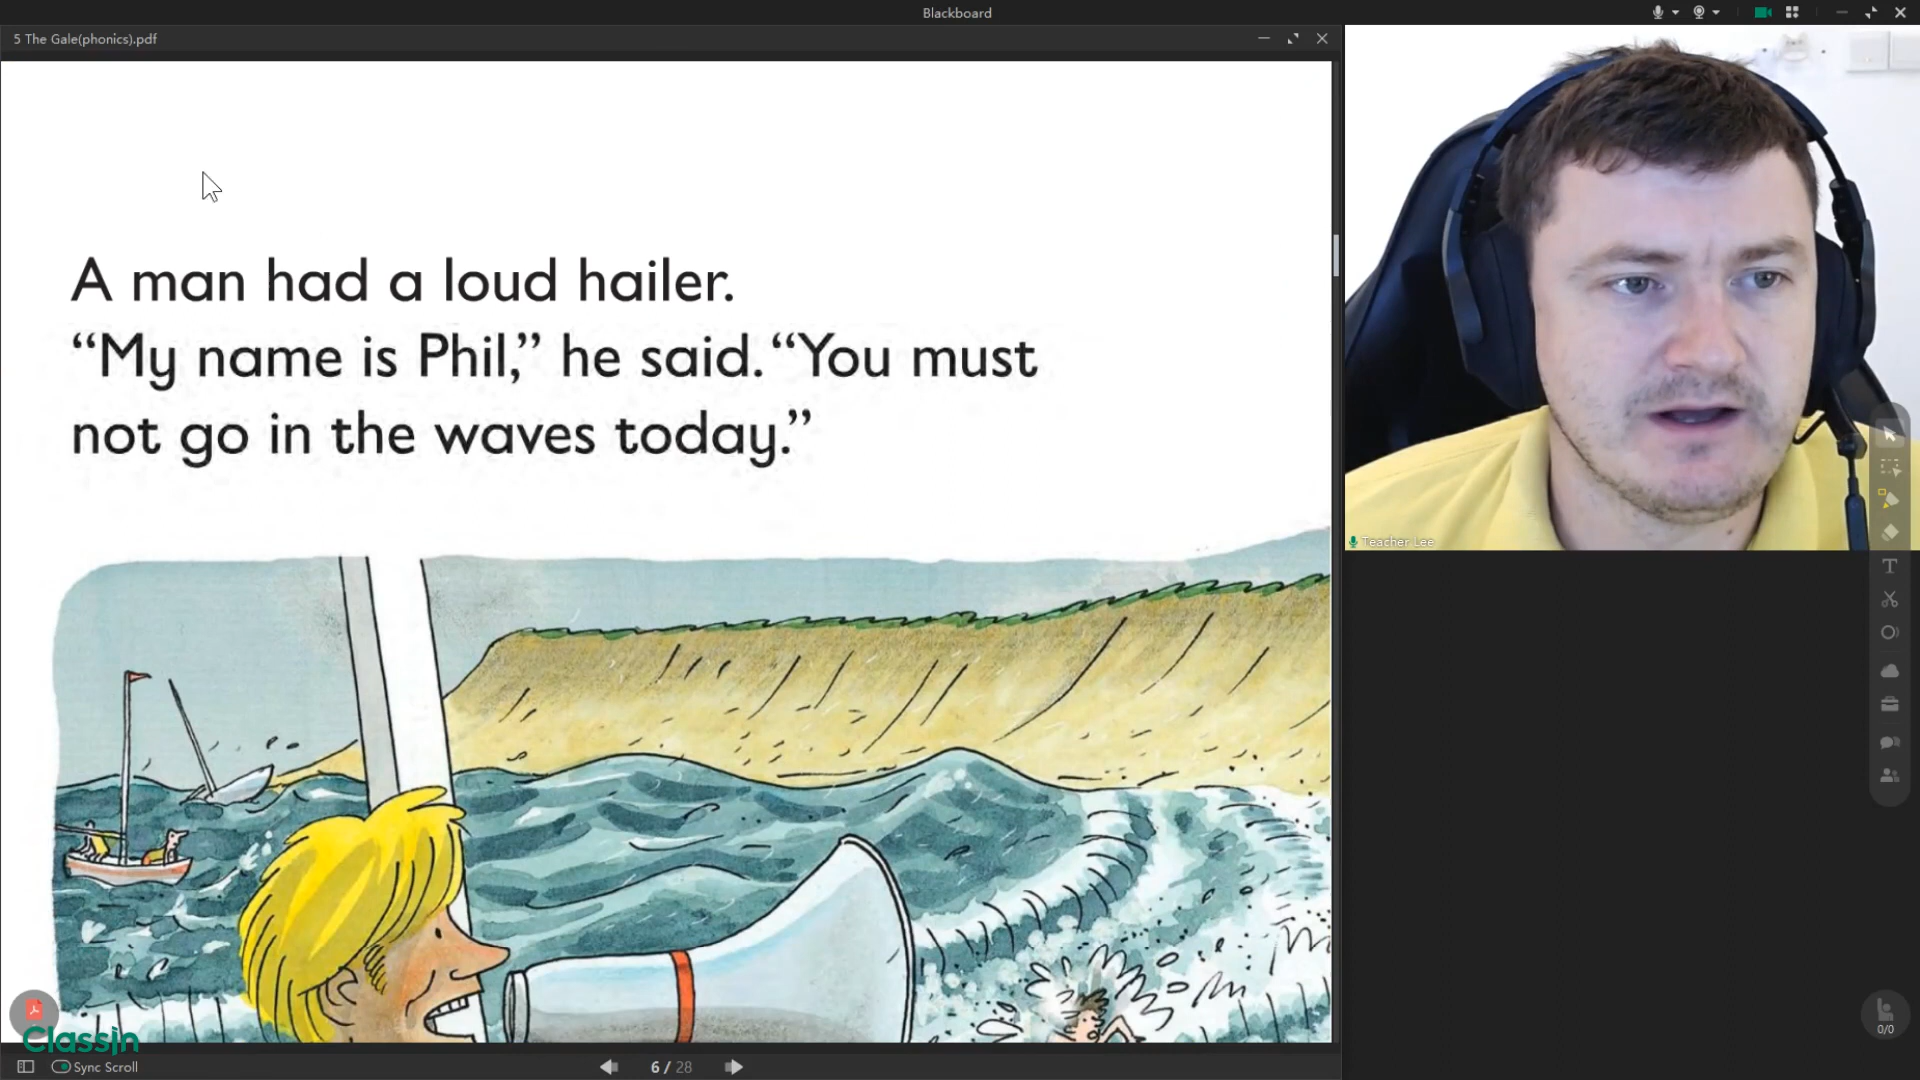 Blackboard
5 The Gale(phonics).pdf
A man had a loud hailer.
“My name is Phil,” he said. “You must
not go in the waves today.”
Teacher Lee
ClassIn
Sync Scroll
6 / 28
0/0